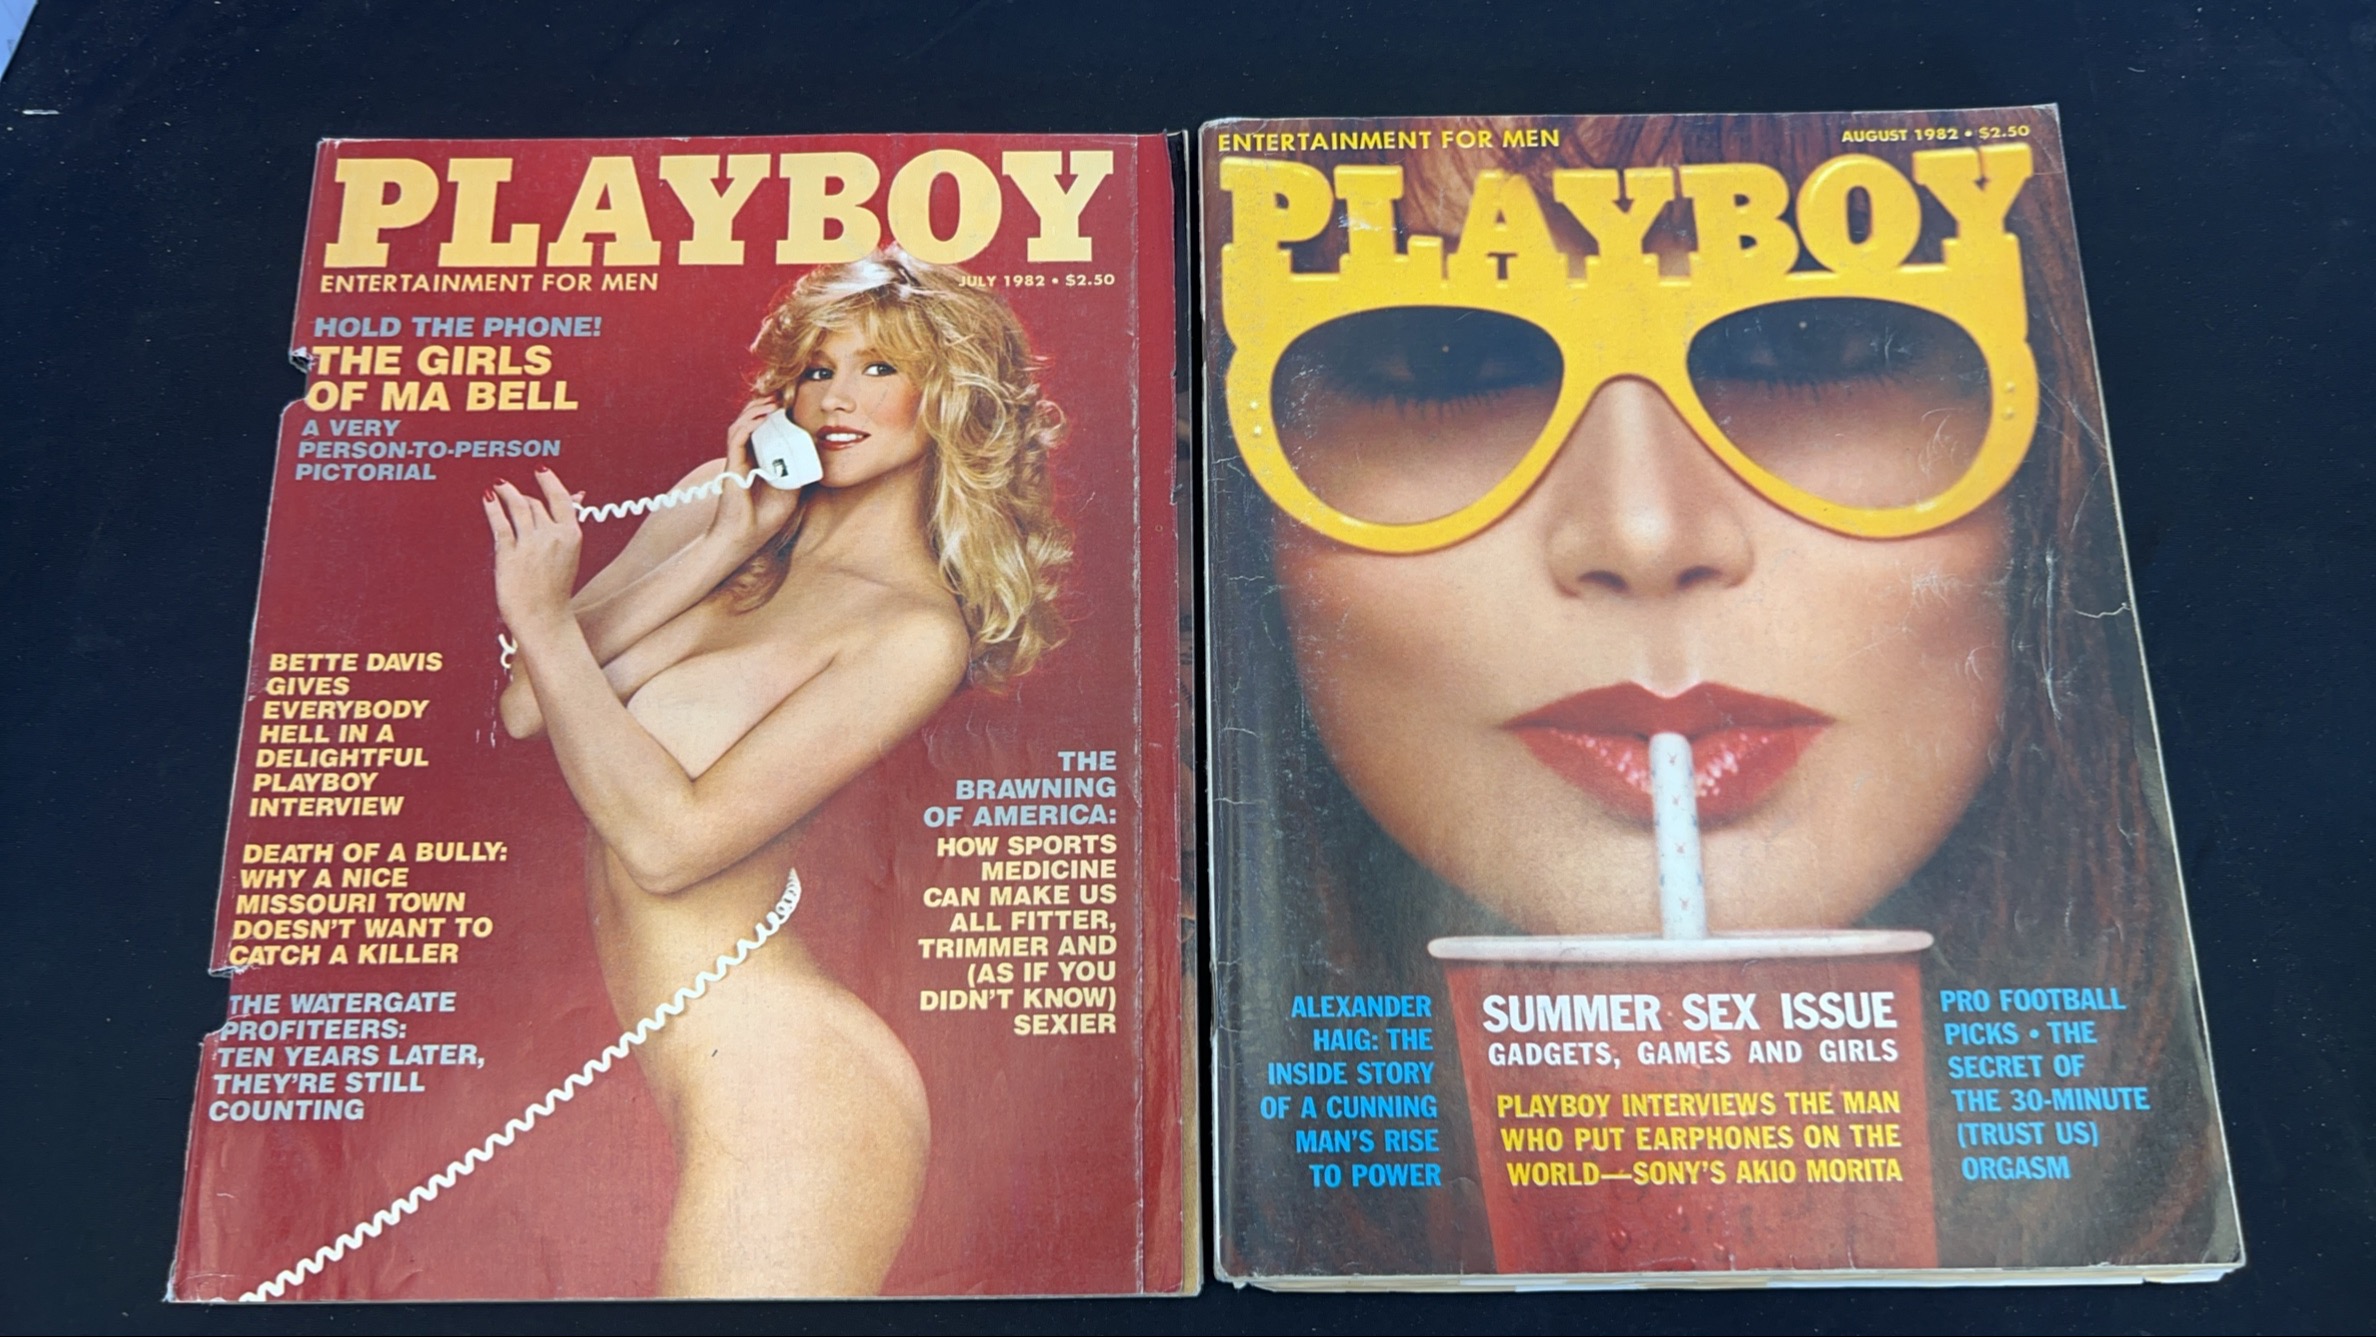 PLAYBOY
ENTERTAINMENT FOR MEN
JULY 1982 • $2.50
HOLD THE PHONE!
THE GIRLS
OF MA BELL
A VERY
PERSON-TO-PERSON
PICTORIAL
BETTE DAVIS
GIVES
EVERYBODY
HELL IN A
DELIGHTFUL
PLAYBOY
INTERVIEW
DEATH OF A BULLY:
WHY A NICE
MISSOURI TOWN
DOESN'T WANT TO
CATCH A KILLER
THE WATERGATE
PROFITEERS:
TEN YEARS LATER,
THEY'RE STILL
COUNTING
THE
BRAWNING
OF AMERICA:
HOW SPORTS
MEDICINE
CAN MAKE US
ALL FITTER,
TRIMMER AND
(AS IF YOU
DIDN'T KNOW)
SEXIER
ENTERTAINMENT FOR MEN
AUGUST 1982 • $2.50
PLAYBOY
ALEXANDER
HAIG: THE
INSIDE STORY
OF A CUNNING
MAN'S RISE
TO POWER
SUMMER SEX ISSUE
GADGETS, GAMES AND GIRLS
PLAYBOY INTERVIEWS THE MAN
WHO PUT EARPHONES ON THE
WORLD—SONY'S AKIO MORITA
PRO FOOTBALL
PICKS • THE
SECRET OF
THE 30-MINUTE
(TRUST US)
ORGASM